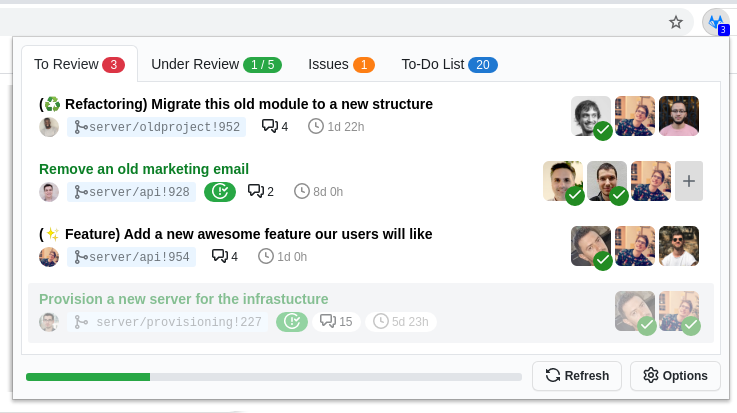 3
To Review 3 Under Review 1 / 5 Issues 1 To-Do List 20
(♻ Refactoring) Migrate this old module to a new structure
server/oldproject!952 4 1d 22h
Remove an old marketing email
server/api!928 2 8d 0h
(✨ Feature) Add a new awesome feature our users will like
server/api!954 4 1d 0h
Provision a new server for the infrastucture
server/provisioning!227 15 5d 23h
Refresh Options